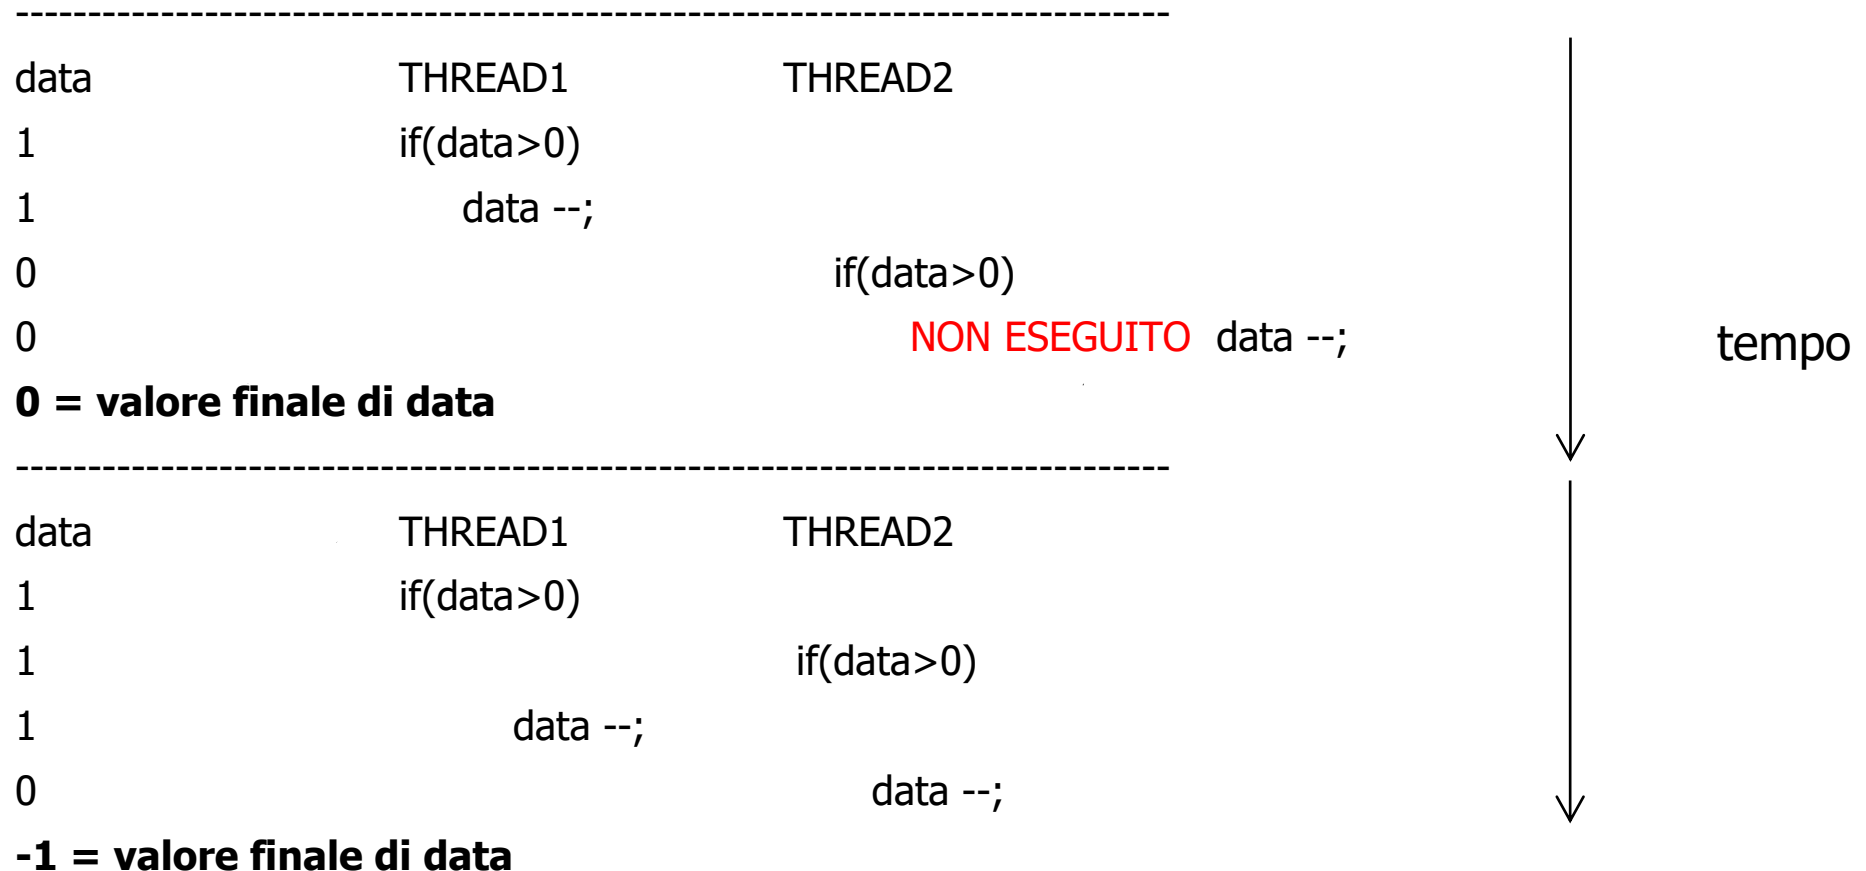 --------------------------------------------------------------------------------
data THREAD1 THREAD2
1 if(data>0)
1 data --;
0 if(data>0)
0 NON ESEGUITO data --;
tempo
0 = valore finale di data
--------------------------------------------------------------------------------
data THREAD1 THREAD2
1 if(data>0)
1 if(data>0)
1 data --;
0 data --;
-1 = valore finale di data